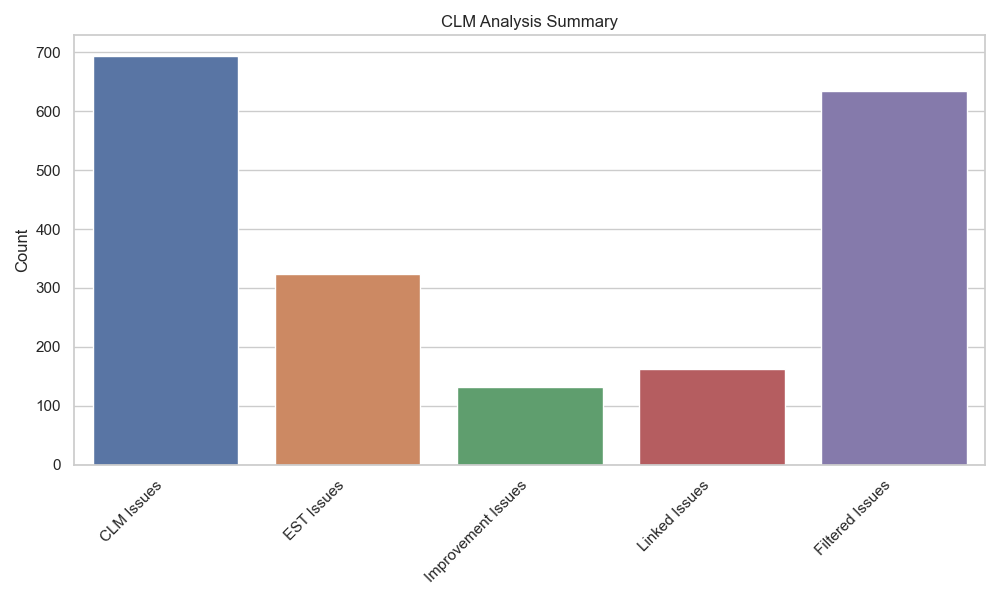 CLM Analysis Summary
Count
700
600
500
400
300
200
100
0
CLM Issues
EST Issues
Improvement Issues
Linked Issues
Filtered Issues